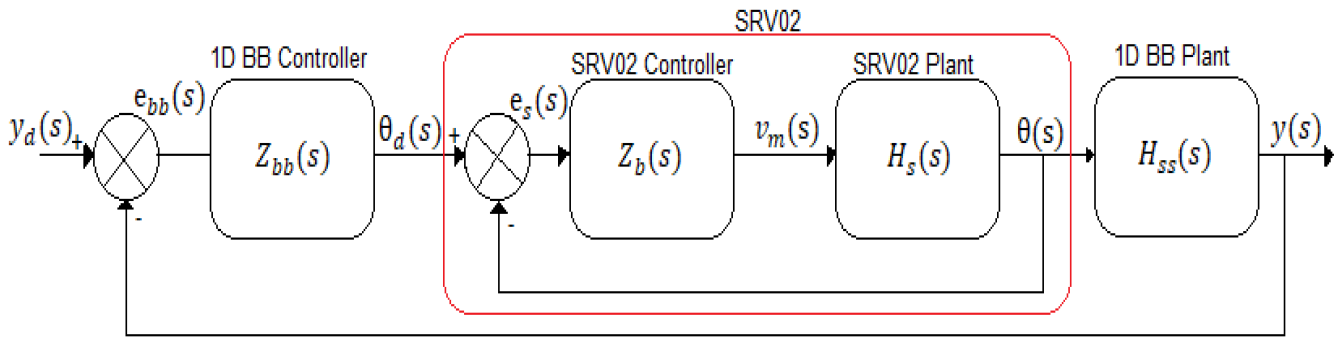 SRV02
1D BB Controller
SRV02 Controller
SRV02 Plant
1D BB Plant
y_d(s)
+
e_bb(s)
Z_bb(s)
θ_d(s)
+
e_s(s)
Z_b(s)
v_m(s)
H_s(s)
θ(s)
H_ss(s)
y(s)
-
-